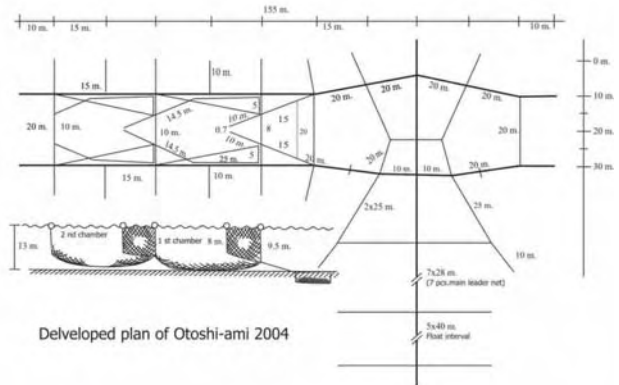 155 m.
10 m. 15 m. 15 m. 10 m.
0 m.
10 m.
20 m.
30 m.
15 m. 10 m.
20 m. 20 m. 20 m. 20 m.
20 m. 10 m. 14.5 m. 10 m. 5 15
10 m. 0.7 8 20 20 m.
14.5 m. 10 m. 15
22 m. 5 20 m. 20 m. 10 m. 10 m. 20 m.
15 m. 10 m.
2x25 m. 25 m.
2 nd chamber 1 st chamber 8 m. 9.5 m.
13 m.
10 m.
7x28 m.
(7 pcs.main leader net)
5x40 m.
Float interval
Delveloped plan of Otoshi-ami 2004